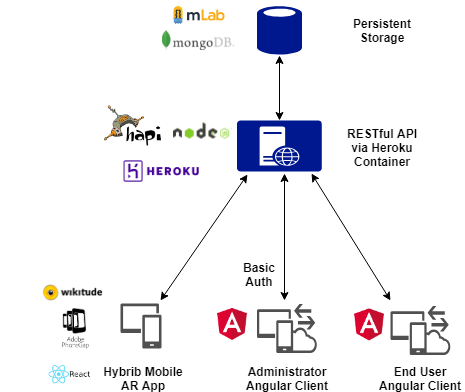 mLab
mongoDB
Persistent
Storage
hapi
node
RESTful API
via Heroku
Container
HEROKU
Basic
Auth
wikitude
Adobe
PhoneGap
React
Hybrib Mobile
AR App
A
Administrator
Angular Client
A
End User
Angular Client